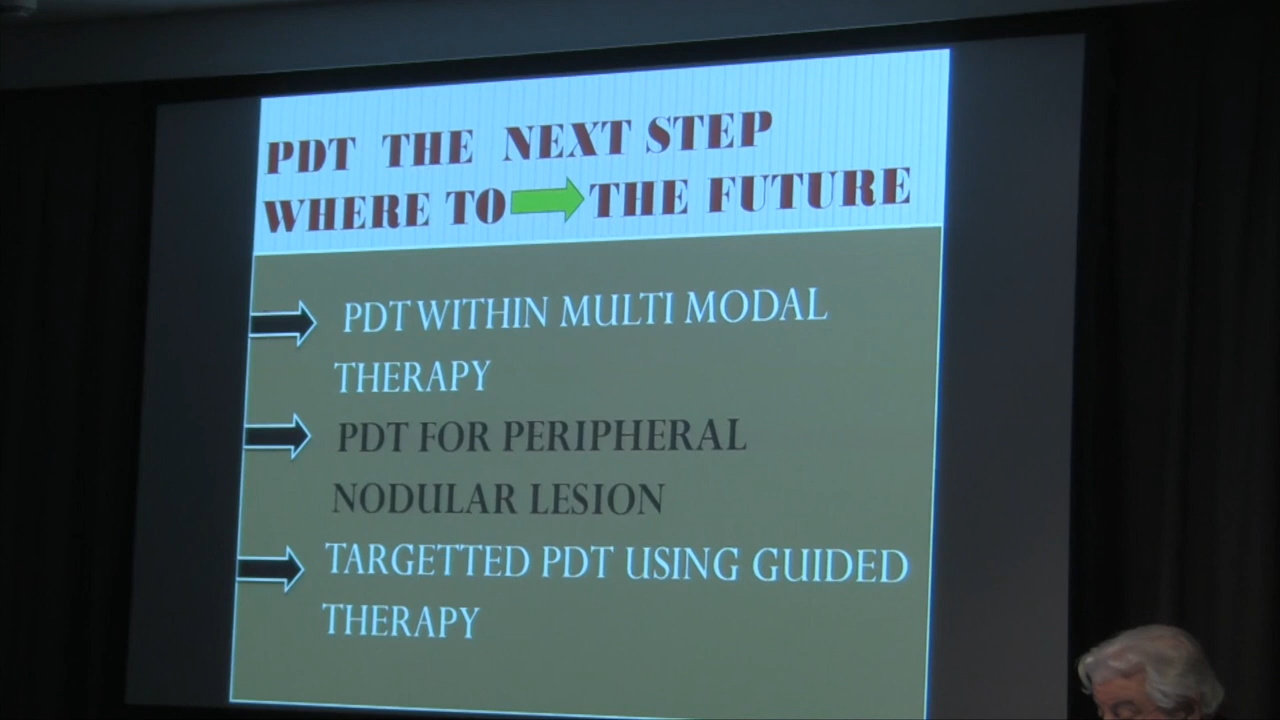 PDT THE NEXT STEP
WHERE TO THE FUTURE
PDT WITHIN MULTI MODAL
THERAPY
PDT FOR PERIPHERAL
NODULAR LESION
TARGETTED PDT USING GUIDED
THERAPY